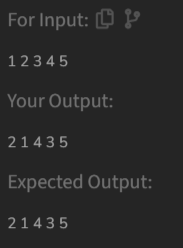 For Input:
1 2 3 4 5
Your Output:
2 1 4 3 5
Expected Output:
2 1 4 3 5